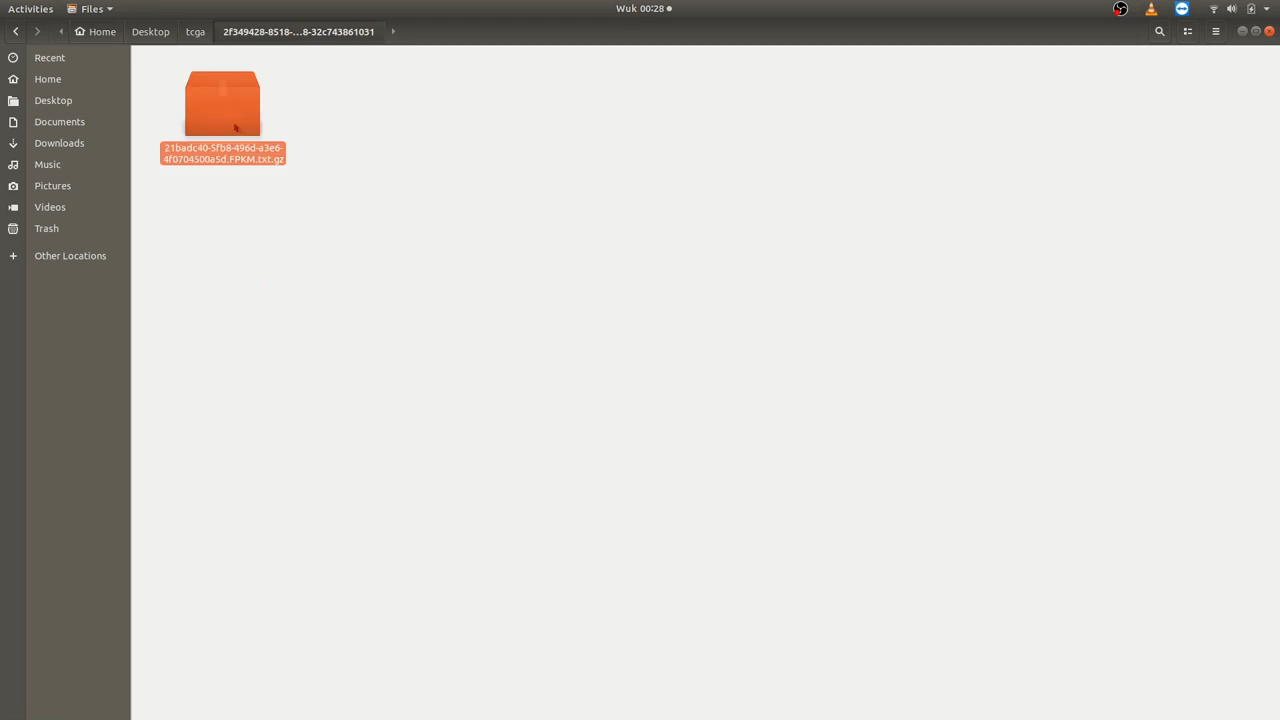 Activities Files Wuk 00:28
Home Desktop tcga 2f349428-8518-...8-32c743861031
Recent
Home
Desktop
Documents
Downloads
Music
Pictures
Videos
Trash
Other Locations
21badc40-5fb8-496d-a3e6-
4f0704500a5d.FPKM.txt.gz